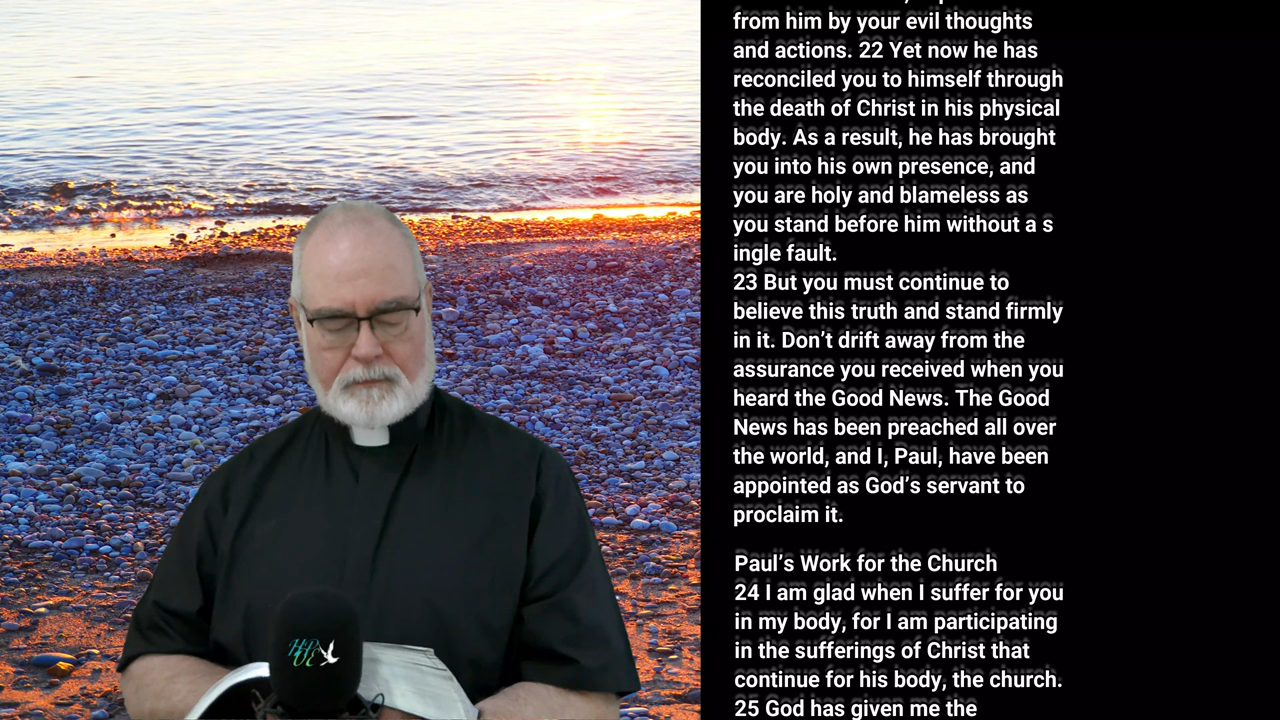 from him by your evil thoughts
and actions. 22 Yet now he has
reconciled you to himself through
the death of Christ in his physical
body. As a result, he has brought
you into his own presence, and
you are holy and blameless as
you stand before him without a s
ingle fault.
23 But you must continue to
believe this truth and stand firmly
in it. Don’t drift away from the
assurance you received when you
heard the Good News. The Good
News has been preached all over
the world, and I, Paul, have been
appointed as God’s servant to
proclaim it.
Paul’s Work for the Church
24 I am glad when I suffer for you
in my body, for I am participating
in the sufferings of Christ that
continue for his body, the church.
25 God has given me the